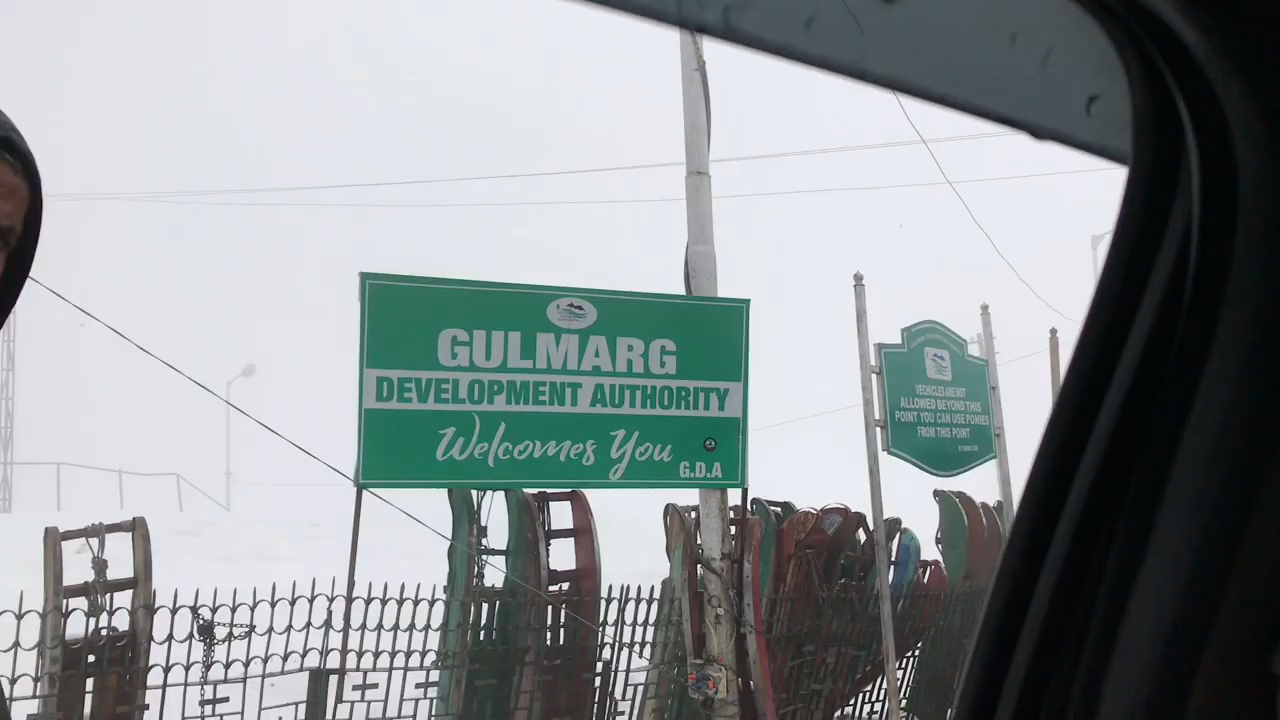 GULMARG
DEVELOPMENT AUTHORITY
Welcomes You
G.D.A
VECHICLES ARE NOT
ALLOWED BEYOND THIS
POINT YOU CAN USE PONIES
FROM THIS POINT